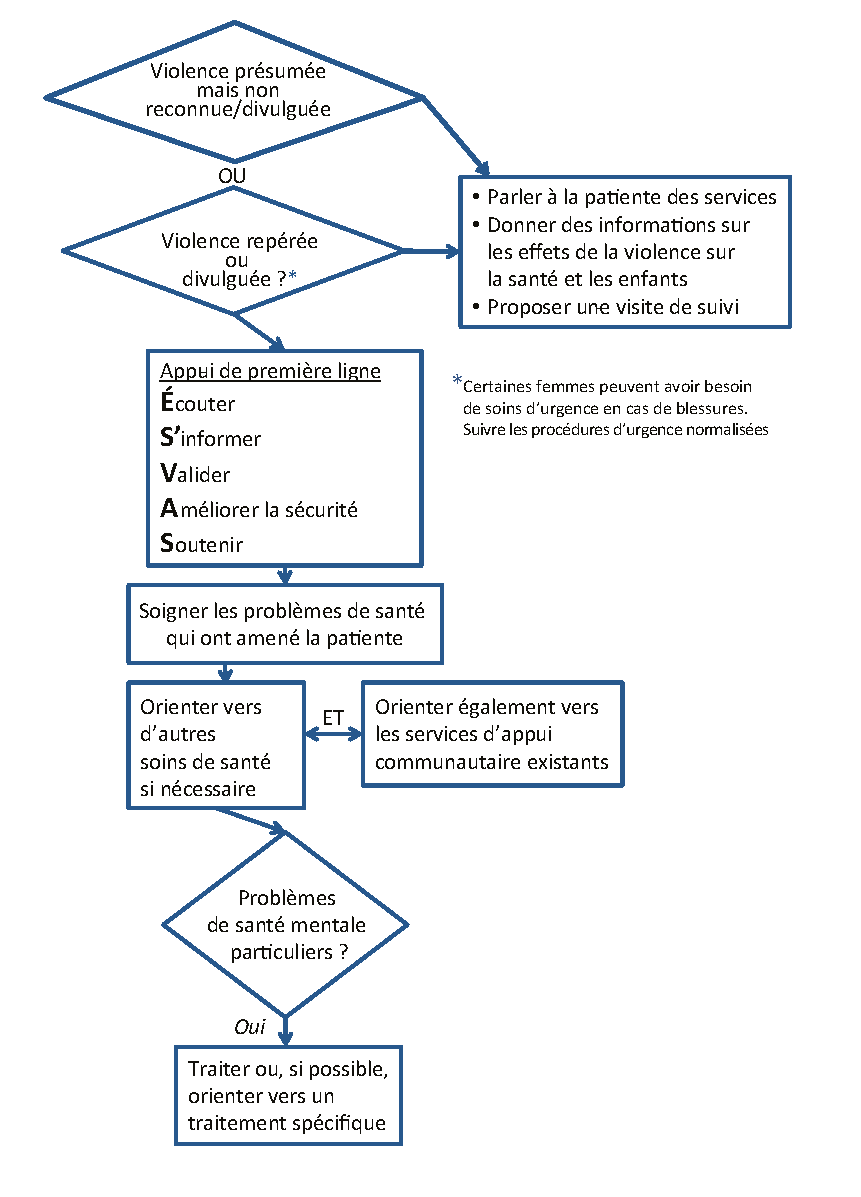 Violence présumée
mais non
reconnue/divulguée
OU
Violence repérée
ou
divulguée ?*
• Parler à la patiente des services
• Donner des informations sur
les effets de la violence sur
la santé et les enfants
• Proposer une visite de suivi
Appui de première ligne
Écouter
S’informer
Valider
Améliorer la sécurité
Soutenir
*Certaines femmes peuvent avoir besoin
de soins d’urgence en cas de blessures.
Suivre les procédures d’urgence normalisées
Soigner les problèmes de santé
qui ont amené la patiente
Orienter vers
d’autres
soins de santé
si nécessaire
ET
Orienter également vers
les services d’appui
communautaire existants
Problèmes
de santé mentale
particuliers ?
Oui
Traiter ou, si possible,
orienter vers un
traitement spécifique